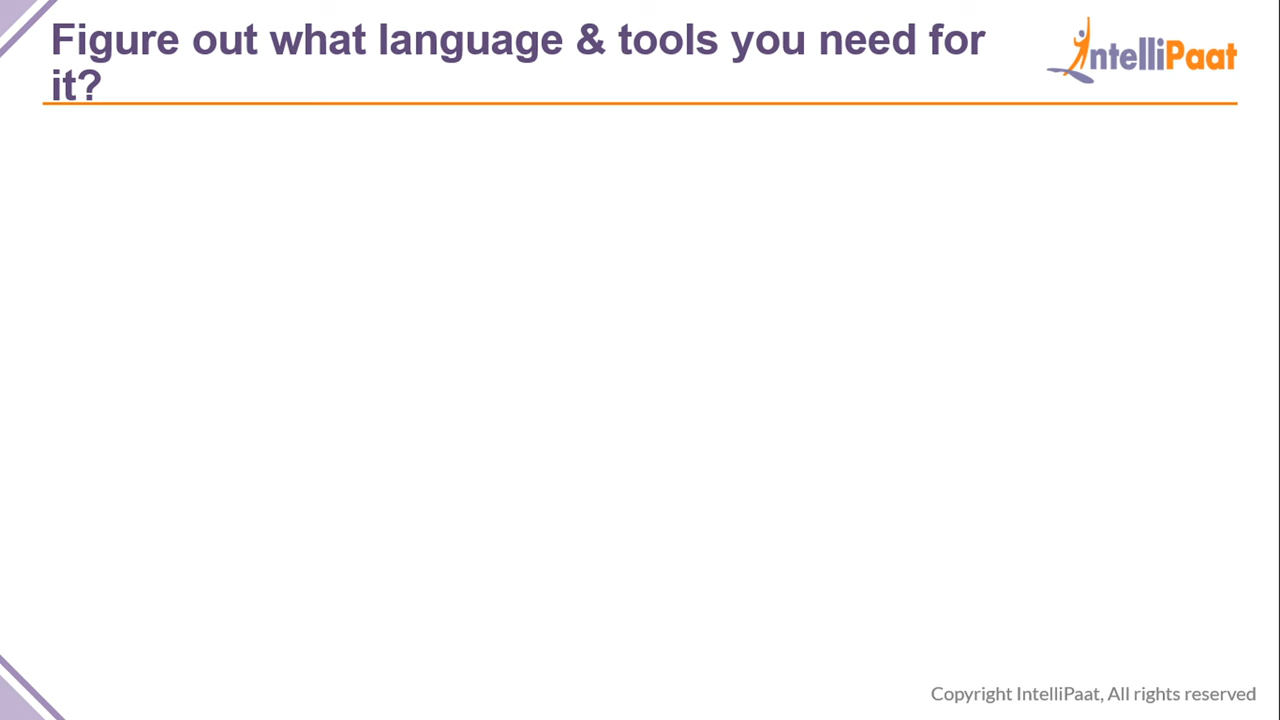 Figure out what language & tools you need for
it?
IntelliPaat
Copyright IntelliPaat, All rights reserved